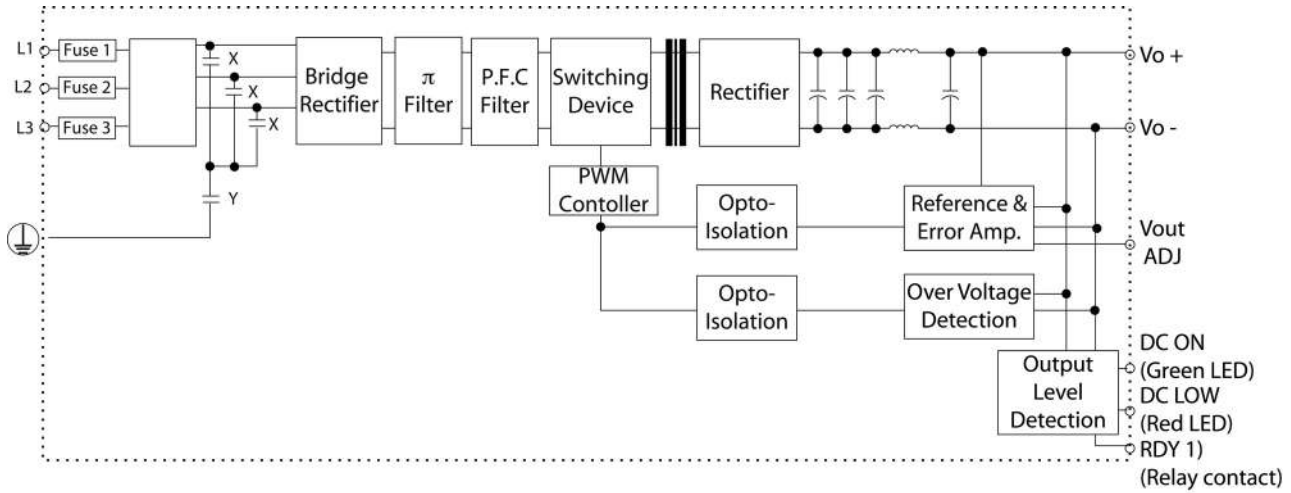 L1
Fuse 1
L2
Fuse 2
L3
Fuse 3
X
X
X
Y
Bridge
Rectifier
π
Filter
P.F.C
Filter
Switching
Device
Rectifier
Vo +
Vo -
PWM
Contoller
Opto-
Isolation
Reference &
Error Amp.
Vout
ADJ
Opto-
Isolation
Over Voltage
Detection
Output
Level
Detection
DC ON
(Green LED)
DC LOW
(Red LED)
RDY 1)
(Relay contact)